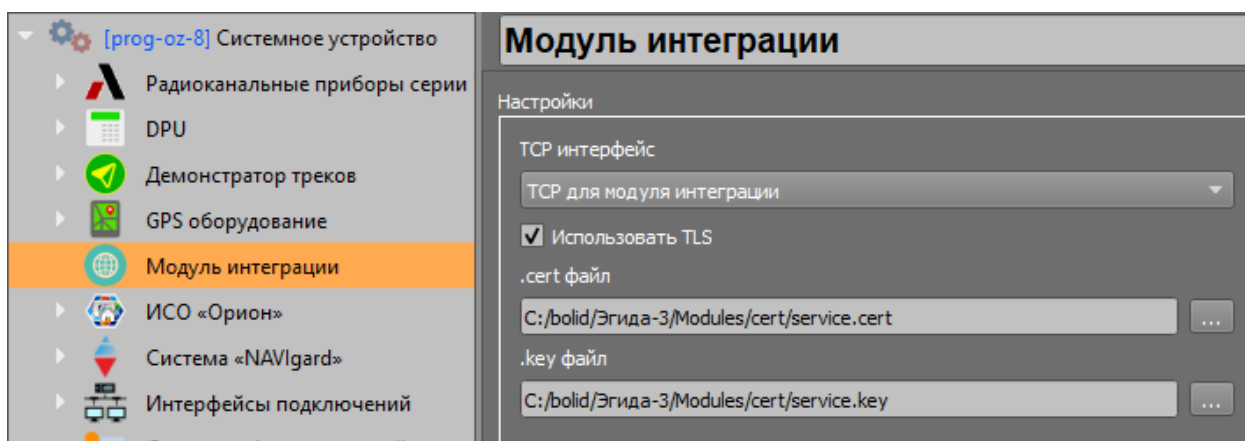 [prog-oz-8] Системное устройство
Радиоканальные приборы серии
DPU
Демонстратор треков
GPS оборудование
Модуль интеграции
ИСО «Орион»
Система «NAVIgard»
Интерфейсы подключений
Модуль интеграции
Настройки
TCP интерфейс
TCP для модуля интеграции
Использовать TLS
.cert файл
C:/bolid/Эгида-3/Modules/cert/service.cert
...
.key файл
C:/bolid/Эгида-3/Modules/cert/service.key
...